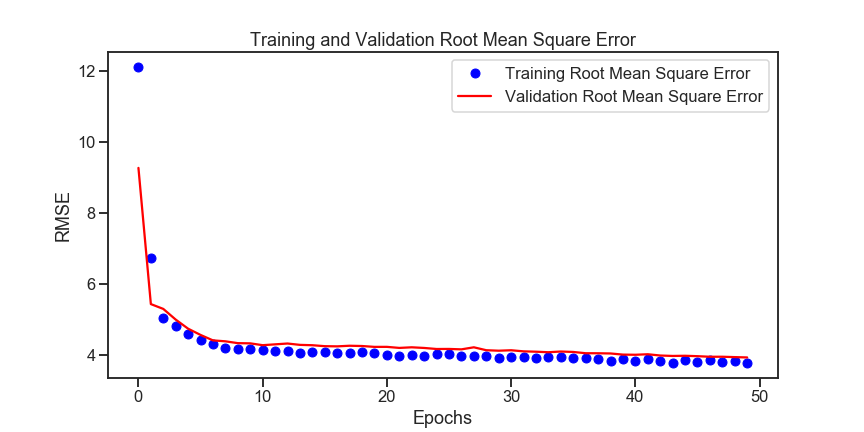 Training and Validation Root Mean Square Error
Training Root Mean Square Error
Validation Root Mean Square Error
RMSE
12
10
8
6
4
0 10 20 30 40 50
Epochs